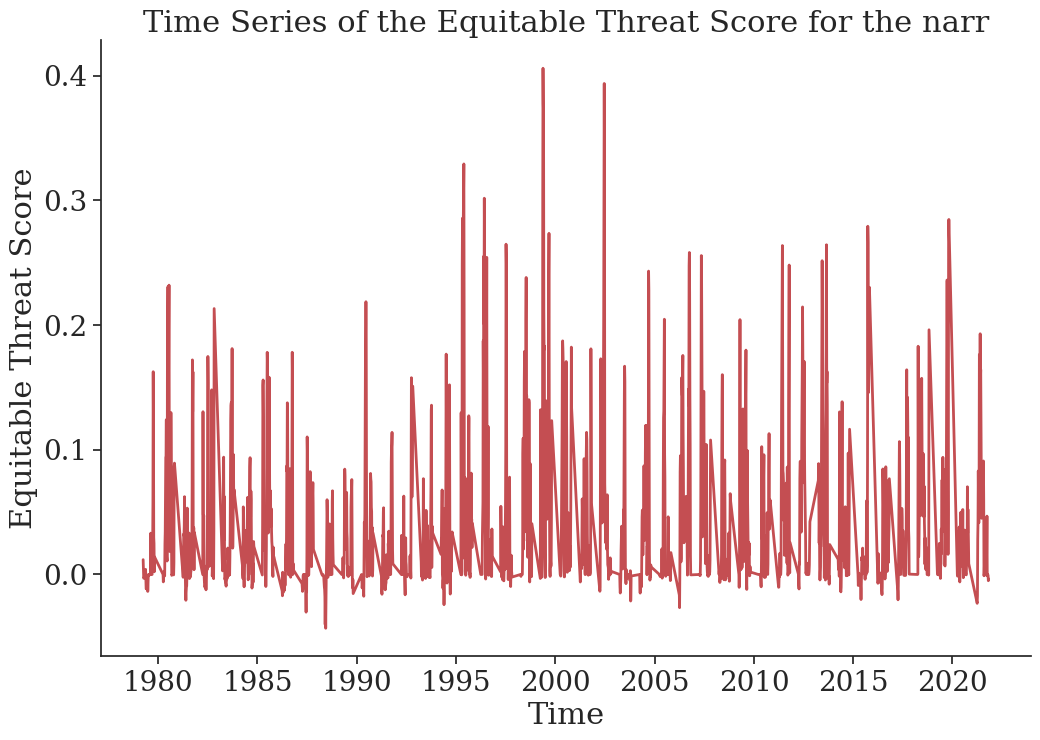 Time Series of the Equitable Threat Score for the narr
Equitable Threat Score
0.4
0.3
0.2
0.1
0.0
1980 1985 1990 1995 2000 2005 2010 2015 2020
Time